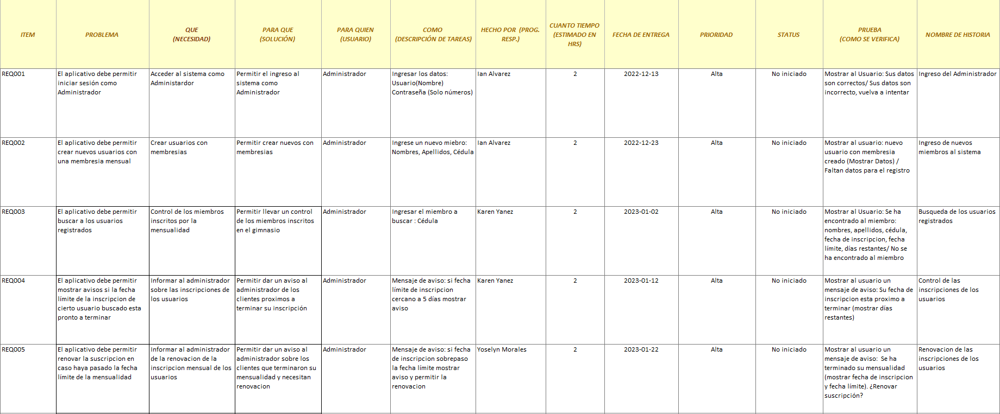 ITEM
PROBLEMA
QUE
(NECESIDAD)
PARA QUE
(SOLUCIÓN)
PARA QUIEN
(USUARIO)
COMO
(DESCRIPCIÓN DE TAREAS)
HECHO POR (PROG.
RESP.)
CUANTO TIEMPO
(ESTIMADO EN
HRS)
FECHA DE ENTREGA
PRIORIDAD
STATUS
PRUEBA
(COMO SE VERIFICA)
NOMBRE DE HISTORIA
REQ001
El aplicativo debe permitir
iniciar sesión como
Administrador
Acceder al sistema como
Administardor
Permitir el ingreso al
sistema como
Administrador
Administrador
Ingresar los datos:
Usuario(Nombre)
Contraseña (Solo números)
Ian Alvarez
2
2022-12-13
Alta
No iniciado
Mostrar al Usuario: Sus datos
son correctos/ Sus datos son
incorrecto, vuelva a intentar
Ingreso del Administrador
REQ002
El aplicativo debe permitir
crear nuevos usuarios con
una membresia mensual
Crear usuarios con
membresias
Permitir crear nuevos con
membresias
Administrador
Ingrese un nuevo miebro:
Nombres, Apellidos, Cédula
Ian Alvarez
2
2022-12-23
Alta
No iniciado
Mostrar al usuario: nuevo
usuario con membresia
creado (Mostrar Datos) /
Faltan datos para el registro
Ingreso de nuevos
miembros al sistema
REQ003
El aplicativo debe permitir
buscar a los usuarios
registrados
Control de los miembros
inscritos por la
mensualidad
Permitir llevar un control
de los miembros inscritos
en el gimnasio
Administrador
Ingresar el miembro a
buscar : Cédula
Karen Yanez
2
2023-01-02
Alta
No iniciado
Mostrar al Usuario: Se ha
encontrado al miembro:
nombres, apellidos, cédula,
fecha de inscripcion, fecha
límite, días restantes/ No se
ha encontrado al miembro
Busqueda de los usuarios
registrados
REQ004
El aplicativo debe permitir
mostrar avisos si la fecha
límite de la inscripcion de
cierto usuario buscado esta
pronto a terminar
Informar al administrador
sobre las inscripciones de
los usuarios
Permitir dar un aviso al
administrador de los
clientes proximos a
terminar su inscripción
Administrador
Mensaje de aviso: si fecha
límite de inscripcion
cercano a 5 días mostrar
aviso
Karen Yanez
2
2023-01-12
Alta
No iniciado
Mostrar al usuario un
mensaje de aviso: Su fecha de
inscripcion esta proximo a
terminar (mostrar días
restantes)
Control de las
inscripciones de los
usuarios
REQ005
El aplicativo debe permitir
renovar la suscripcion en
caso haya pasado la fecha
límite de la mensualidad
Informar al administrador
de la renovacion de la
inscripcion mensual de los
usuarios
Permitir dar un aviso al
administrador sobre los
clientes que terminaron su
mensualidad y necesitan
renovacion
Administrador
Mensaje de aviso: si fecha
de inscripcion sobrepaso
la fecha límite mostrar
aviso y permitir la
renovacion
Yoselyn Morales
2
2023-01-22
Alta
No iniciado
Mostrar al usuario un
mensaje de aviso: Se ha
terminado su mensualidad
(mostrar fecha de inscripcion
y fecha límite). ¿Renovar
suscripción?
Renovacion de las
inscripciones de los
usuarios